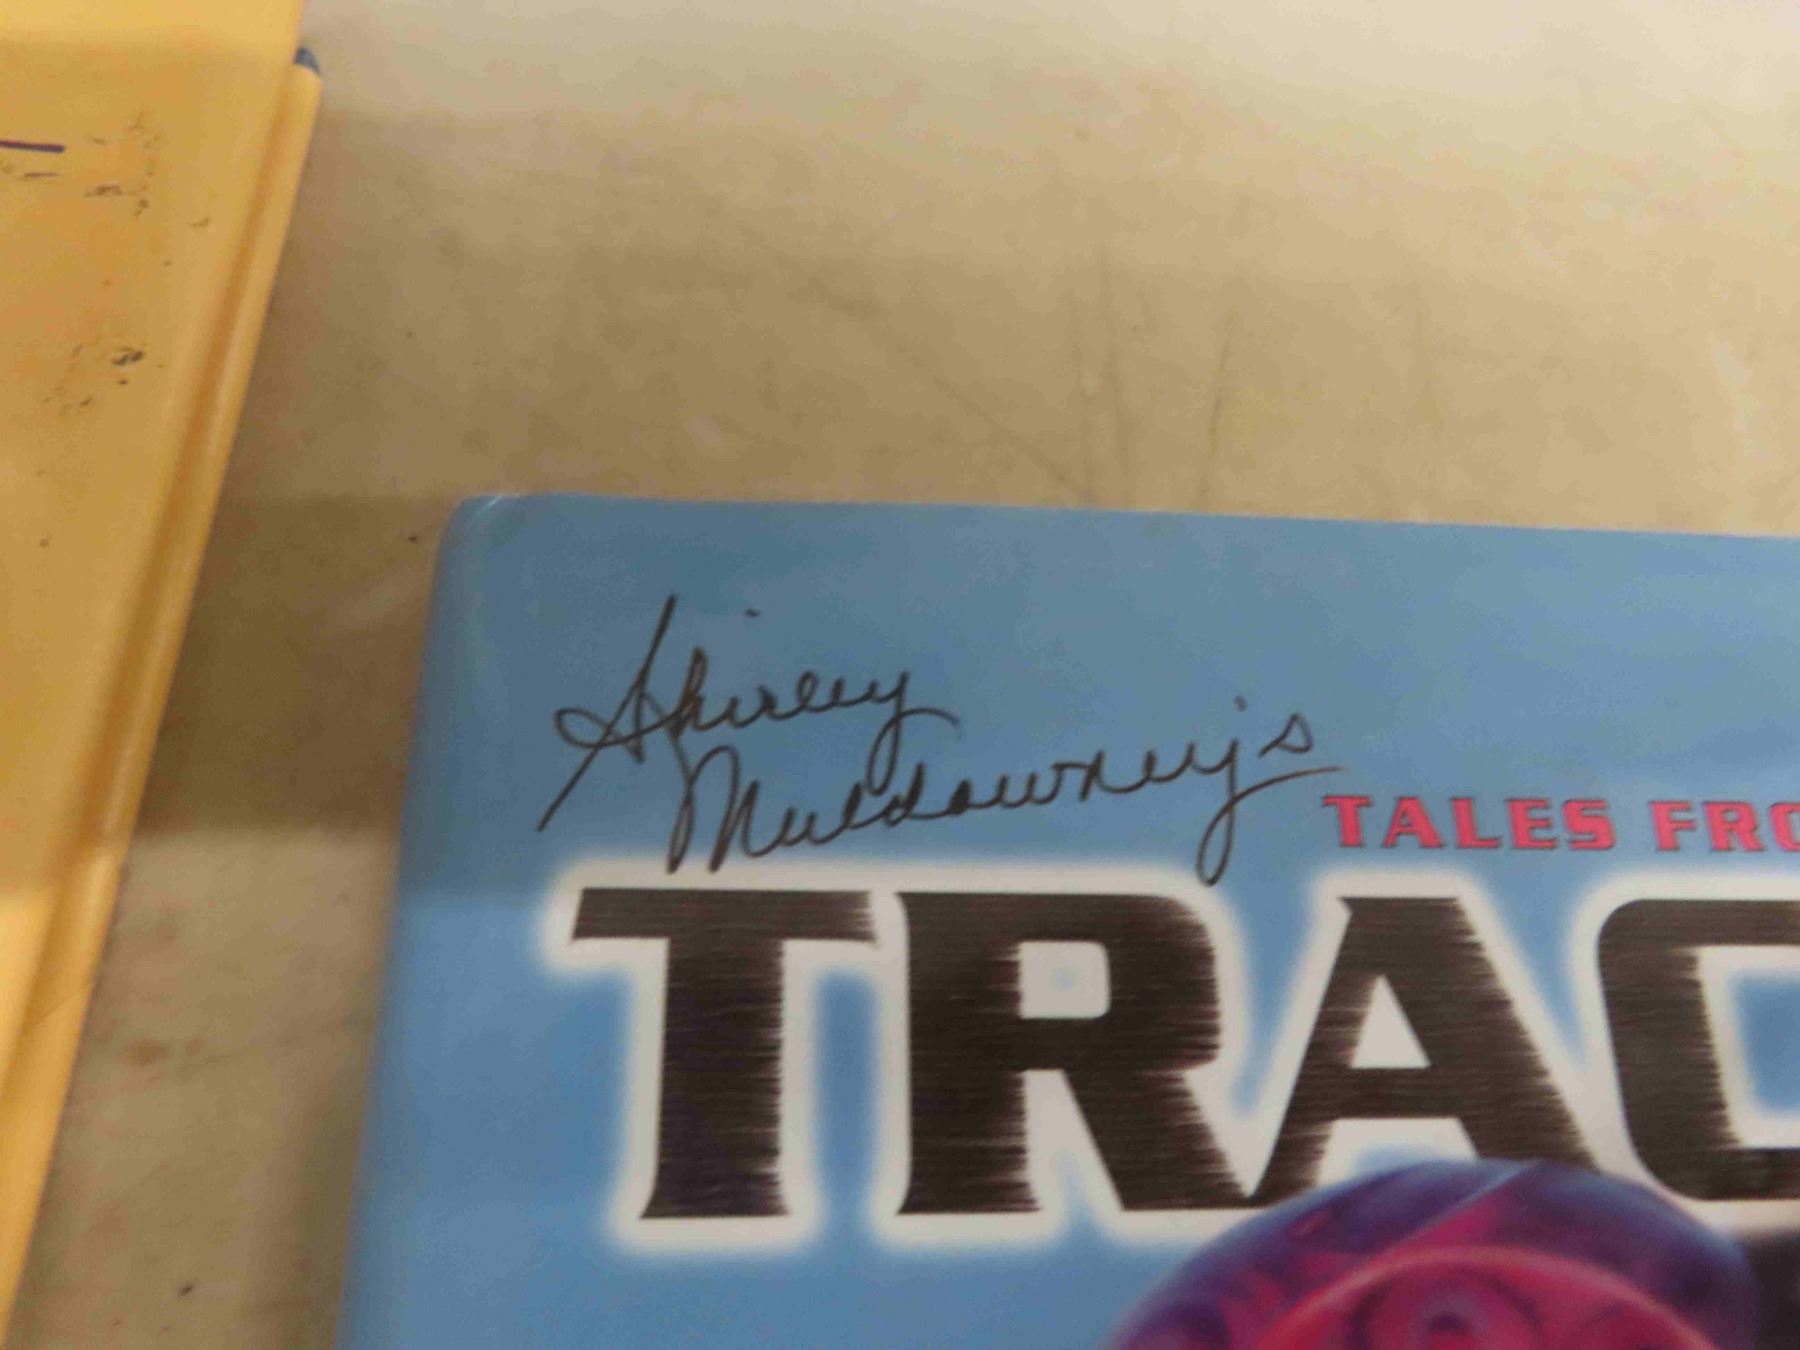 Shirley
Muldowney's
TALES FRO
TRAC